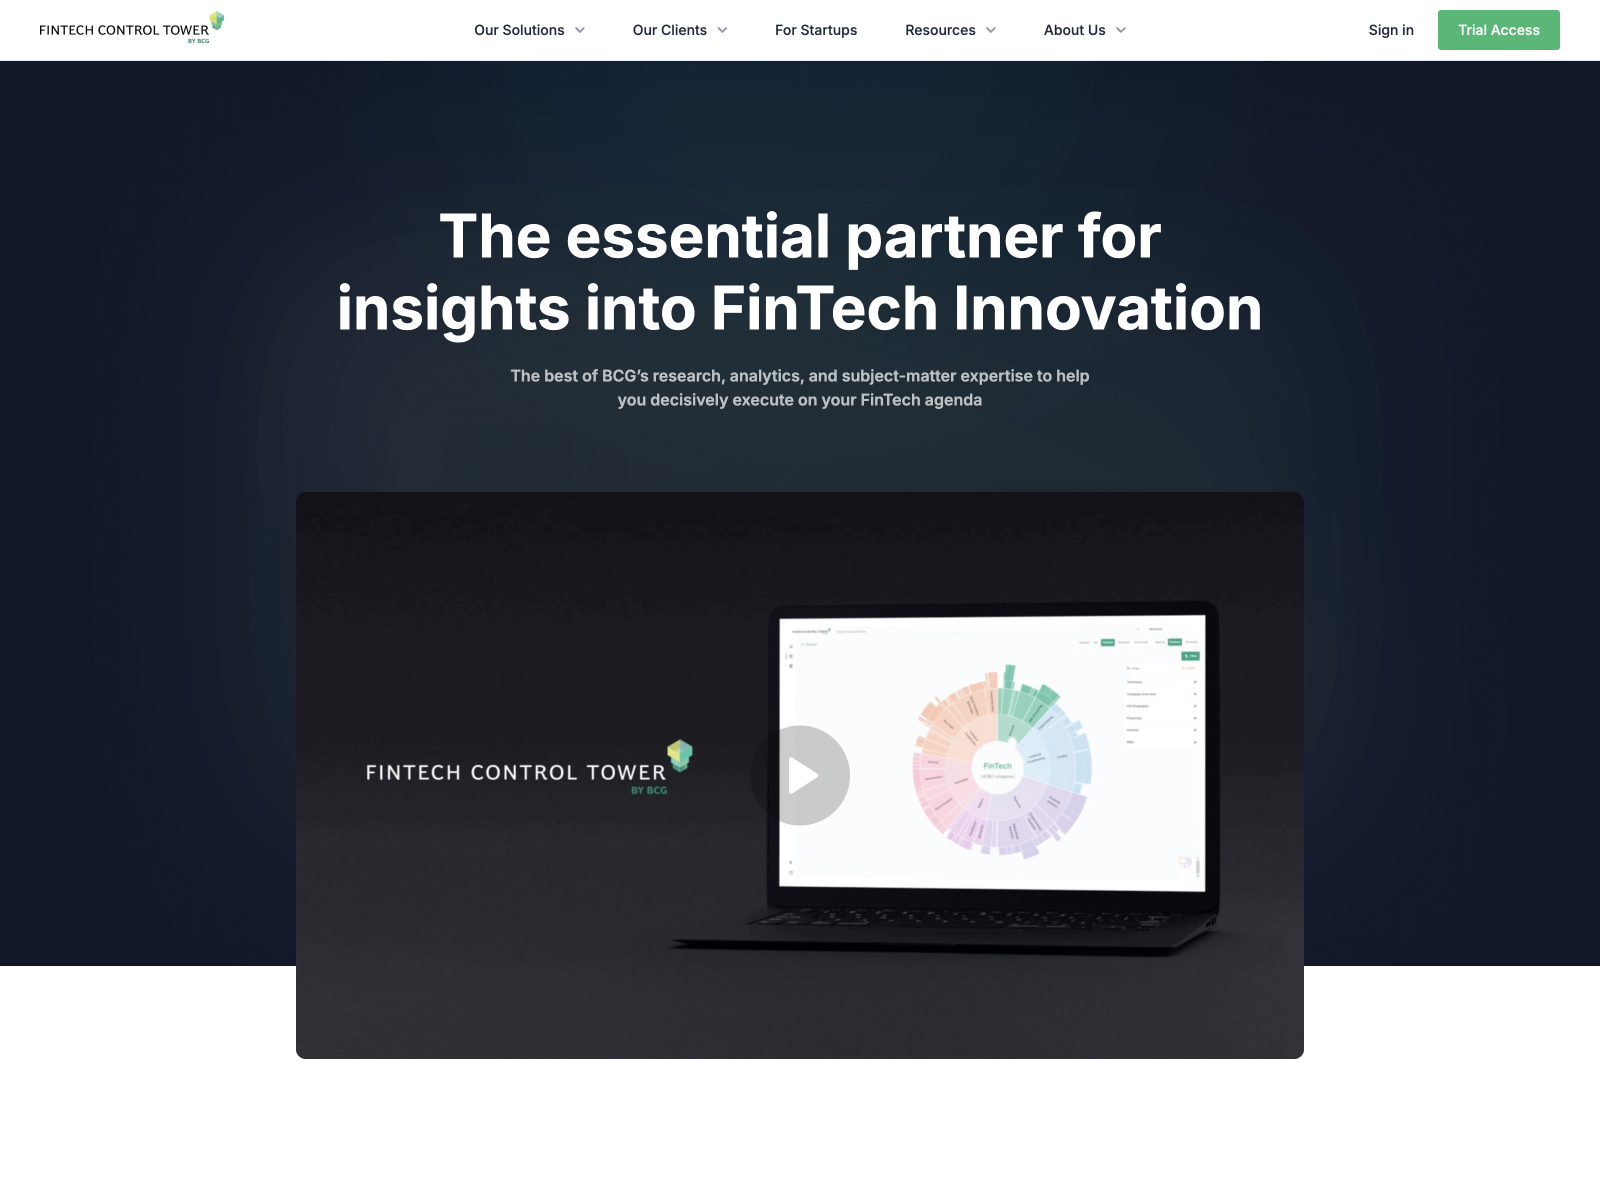 FINTECH CONTROL TOWER
BY BCG
Our Solutions
Our Clients
For Startups
Resources
About Us
Sign in
Trial Access
The essential partner for
insights into FinTech Innovation
The best of BCG’s research, analytics, and subject-matter expertise to help
you decisively execute on your FinTech agenda
FINTECH CONTROL TOWER
BY BCG
FinTech